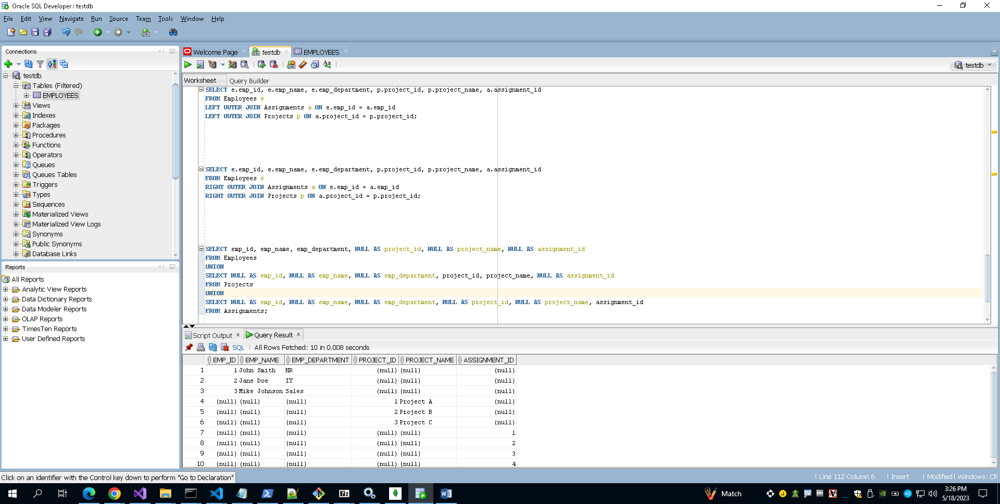 Oracle SQL Developer : testdb
File Edit View Navigate Run Source Team Tools Window Help
Connections
testdb
Tables (Filtered)
EMPLOYEES
Views
Indexes
Packages
Procedures
Functions
Operators
Queues
Queues Tables
Triggers
Types
Sequences
Materialized Views
Materialized View Logs
Synonyms
Public Synonyms
Database Links
Reports
All Reports
Analytic View Reports
Data Dictionary Reports
Data Modeler Reports
OLAP Reports
TimesTen Reports
User Defined Reports
Welcome Page testdb EMPLOYEES
testdb
Worksheet Query Builder
SELECT e.emp_id, e.emp_name, e.emp_department, p.project_id, p.project_name, a.assignment_id
FROM Employees e
LEFT OUTER JOIN Assignments a ON e.emp_id = a.emp_id
LEFT OUTER JOIN Projects p ON a.project_id = p.project_id;
SELECT e.emp_id, e.emp_name, e.emp_department, p.project_id, p.project_name, a.assignment_id
FROM Employees e
RIGHT OUTER JOIN Assignments a ON e.emp_id = a.emp_id
RIGHT OUTER JOIN Projects p ON a.project_id = p.project_id;
SELECT emp_id, emp_name, emp_department, NULL AS project_id, NULL AS project_name, NULL AS assignment_id
FROM Employees
UNION
SELECT NULL AS emp_id, NULL AS emp_name, NULL AS emp_department, project_id, project_name, NULL AS assignment_id
FROM Projects
UNION
SELECT NULL AS emp_id, NULL AS emp_name, NULL AS emp_department, NULL AS project_id, NULL AS project_name, assignment_id
FROM Assignments;
Script Output Query Result
SQL All Rows Fetched: 10 in 0.008 seconds
EMP_ID EMP_NAME EMP_DEPARTMENT PROJECT_ID PROJECT_NAME ASSIGNMENT_ID
1 1 John Smith HR (null) (null) (null)
2 2 Jane Doe IT (null) (null) (null)
3 3 Mike Johnson Sales (null) (null) (null)
4 (null) (null) (null) 1 Project A (null)
5 (null) (null) (null) 2 Project B (null)
6 (null) (null) (null) 3 Project C (null)
7 (null) (null) (null) (null) (null) 1
8 (null) (null) (null) (null) (null) 2
9 (null) (null) (null) (null) (null) 3
10 (null) (null) (null) (null) (null) 4
Click on an identifier with the Control key down to perform "Go to Declaration"
Line 112 Column 6 Insert Modified Windows: CR
Match
3:26 PM
5/18/2023